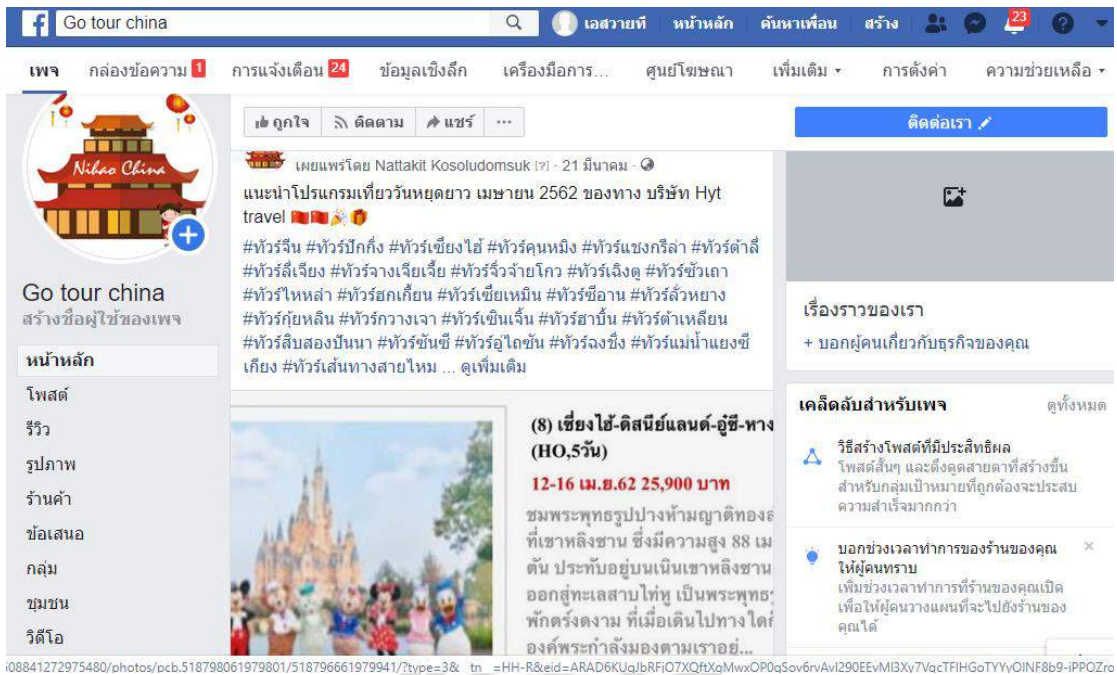 Go tour china
เอสวายที
หน้าหลัก
ค้นหาเพื่อน
สร้าง
23
เพจ
กล่องข้อความ 1
การแจ้งเตือน 24
ข้อมูลเชิงลึก
เครื่องมือการ...
ศูนย์โฆษณา
เพิ่มเติม
การตั้งค่า
ความช่วยเหลือ
Nihao China
Go tour china
สร้างชื่อผู้ใช้ของเพจ
หน้าหลัก
โพสต์
รีวิว
รูปภาพ
ร้านค้า
ข้อเสนอ
กลุ่ม
ชุมชน
วิดีโอ
ถูกใจ
ติดตาม
แชร์
...
เผยแพร่โดย Nattakit Kosoludomsuk [?] · 21 มีนาคม ·
แนะนำโปรแกรมเที่ยววันหยุดยาว เมษายน 2562 ของทาง บริษัท Hyt
travel 🇨🇳🇨🇳🎉🎁
#ทัวร์จีน #ทัวร์ปักกิ่ง #ทัวร์เซี่ยงไฮ้ #ทัวร์คุนหมิง #ทัวร์แชงกรีล่า #ทัวร์ต้าลี่
#ทัวร์ลี่เจียง #ทัวร์จางเจียเจี้ย #ทัวร์จิ่วจ้ายโกว #ทัวร์เฉิงตู #ทัวร์ซัวเถา
#ทัวร์ไหหลำ #ทัวร์ฮกเกี้ยน #ทัวร์เซี่ยเหมิน #ทัวร์ซีอาน #ทัวร์ลั่วหยาง
#ทัวร์กุ้ยหลิน #ทัวร์กวางเจา #ทัวร์เซินเจิ้น #ทัวร์ฮาบิ้น #ทัวร์ต้าเหลียน
#ทัวร์สิบสองปันนา #ทัวร์ซันซี #ทัวร์อู่ไถซัน #ทัวร์ฉงชิ่ง #ทัวร์แม่น้ำแยงซี
เกียง #ทัวร์เส้นทางสายไหม ... ดูเพิ่มเติม
(8) เซี่ยงไฮ้-ดิสนีย์แลนด์-อู๋ซี-หาง
(HO,5วัน)
12-16 เม.ย.62 25,900 บาท
ชมพระพุทธรูปปางห้ามญาติทอง
ที่เขาหลิงซาน ซึ่งมีความสูง 88 เม
ตัน ประทับอยู่บนเนินเขาหลิงซาน
ออกสู่ทะเลสาบไท่หู เป็นพระพุทธ
พักตร์งดงาม ที่เมื่อเดินไปทางใด
องค์พระกำลังมองตามเราอยู่...
ติดต่อเรา
เรื่องราวของเรา
+ บอกผู้คนเกี่ยวกับธุรกิจของคุณ
เคล็ดลับสำหรับเพจ
ดูทั้งหมด
วิธีสร้างโพสต์ที่มีประสิทธิผล
โพสต์สั้นๆ และดึงดูดสายตาที่สร้างขึ้น
สำหรับกลุ่มเป้าหมายที่ถูกต้องจะประสบ
ความสำเร็จมากกว่า
บอกช่วงเวลาทำการของร้านของคุณ
ให้ผู้คนทราบ
เพิ่มช่วงเวลาทำการที่ร้านของคุณเปิด
เพื่อให้ผู้คนวางแผนที่จะไปยังร้านของ
คุณได้